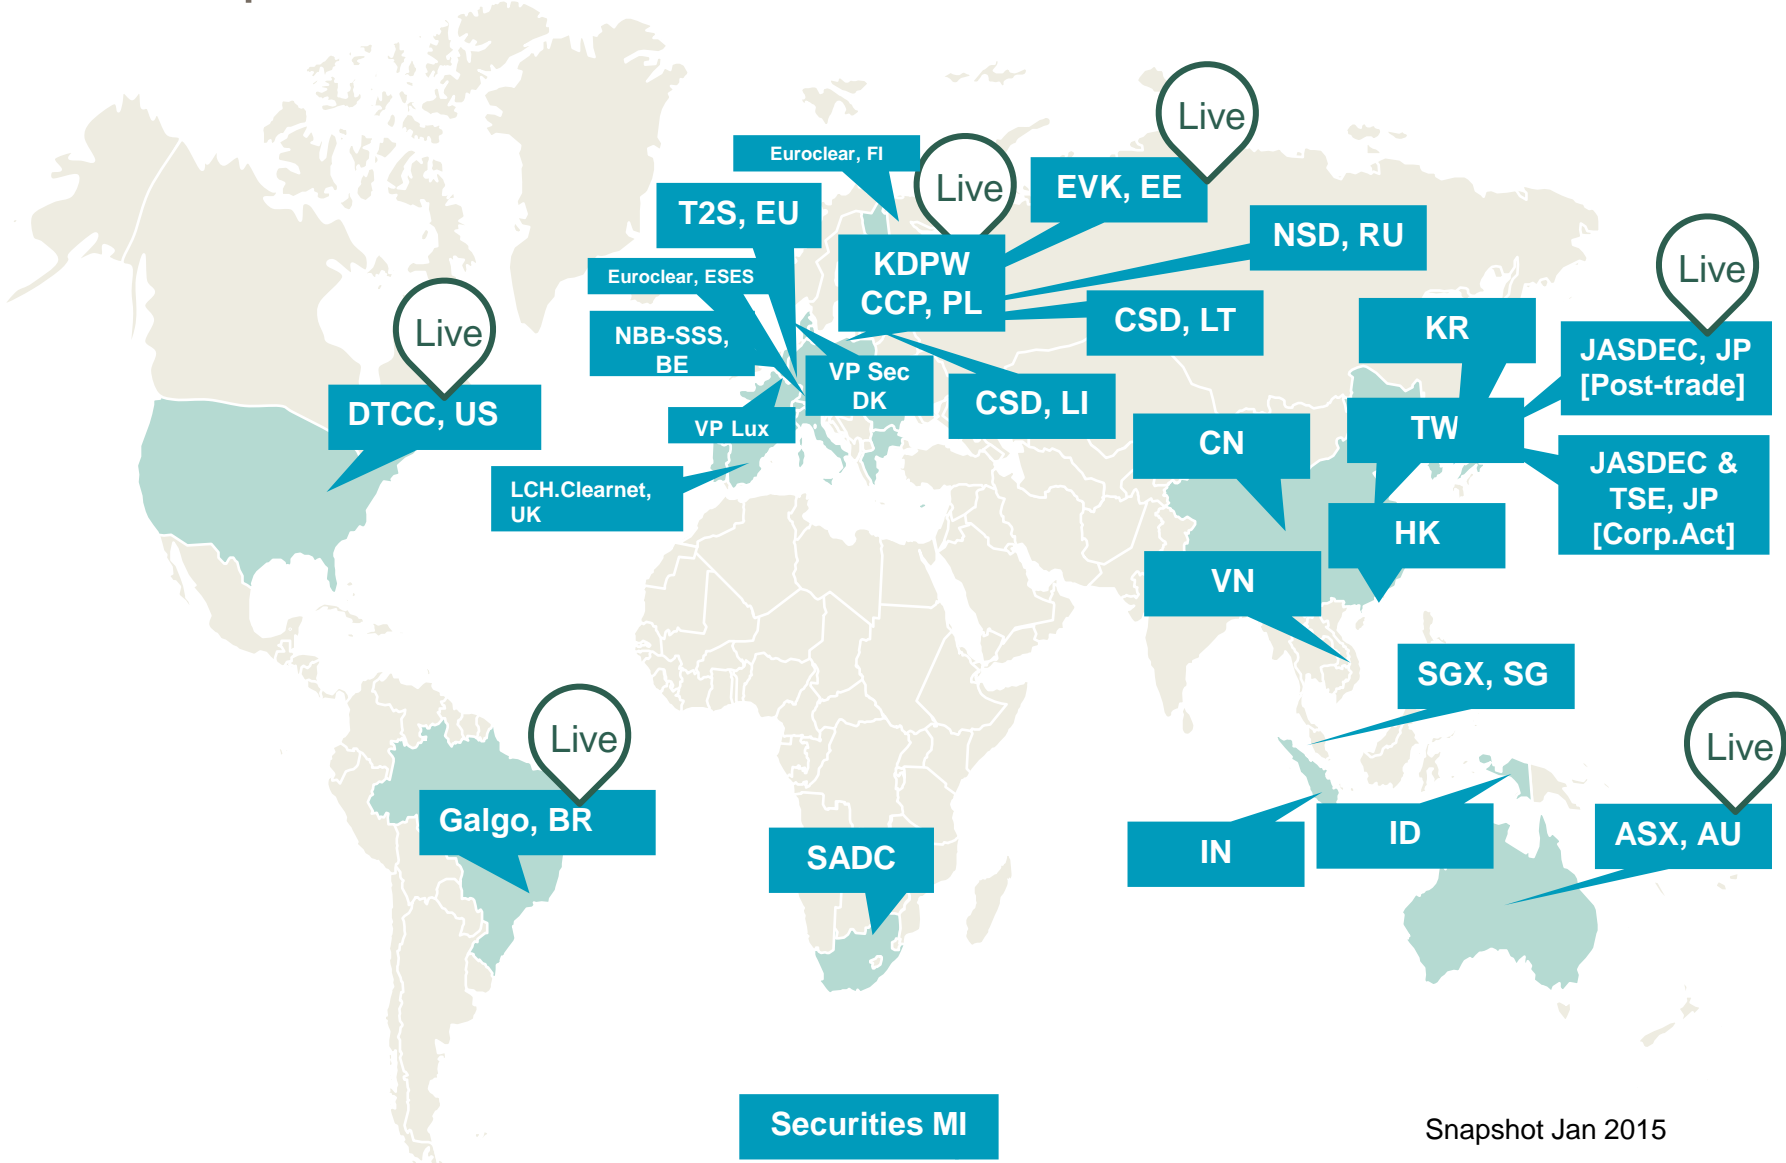 Live
Euroclear, FI
Live
EVK, EE
T2S, EU
NSD, RU
KDPW
CCP, PL
Live
Euroclear, ESES
CSD, LT
Live
NBB-SSS,
BE
KR
JASDEC, JP
[Post-trade]
VP Sec
DK
CSD, LI
DTCC, US
VP Lux
CN
TW
JASDEC &
TSE, JP
[Corp.Act]
LCH.Clearnet,
UK
HK
VN
SGX, SG
Live
Live
Galgo, BR
SADC
IN
ID
ASX, AU
Securities MI
Snapshot Jan 2015